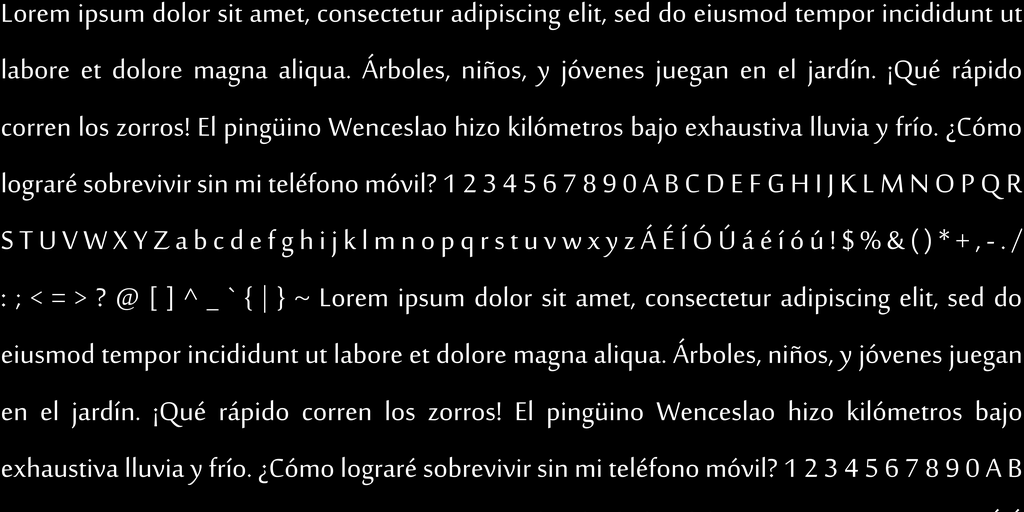 Lorem ipsum dolor sit amet, consectetur adipiscing elit, sed do eiusmod tempor incididunt ut
labore et dolore magna aliqua. Árboles, niños, y jóvenes juegan en el jardín. ¡Qué rápido
corren los zorros! El pingüino Wenceslao hizo kilómetros bajo exhaustiva lluvia y frío. ¿Cómo
lograré sobrevivir sin mi teléfono móvil? 1 2 3 4 5 6 7 8 9 0 A B C D E F G H I J K L M N O P Q R
S T U V W X Y Z a b c d e f g h i j k l m n o p q r s t u v w x y z Á É Í Ó Ú á é í ó ú ! $ % & ( ) * + , - . /
: ; < = > ? @ [ ] ^ _ ` { | } ~ Lorem ipsum dolor sit amet, consectetur adipiscing elit, sed do
eiusmod tempor incididunt ut labore et dolore magna aliqua. Árboles, niños, y jóvenes juegan
en el jardín. ¡Qué rápido corren los zorros! El pingüino Wenceslao hizo kilómetros bajo
exhaustiva lluvia y frío. ¿Cómo lograré sobrevivir sin mi teléfono móvil? 1 2 3 4 5 6 7 8 9 0 A B